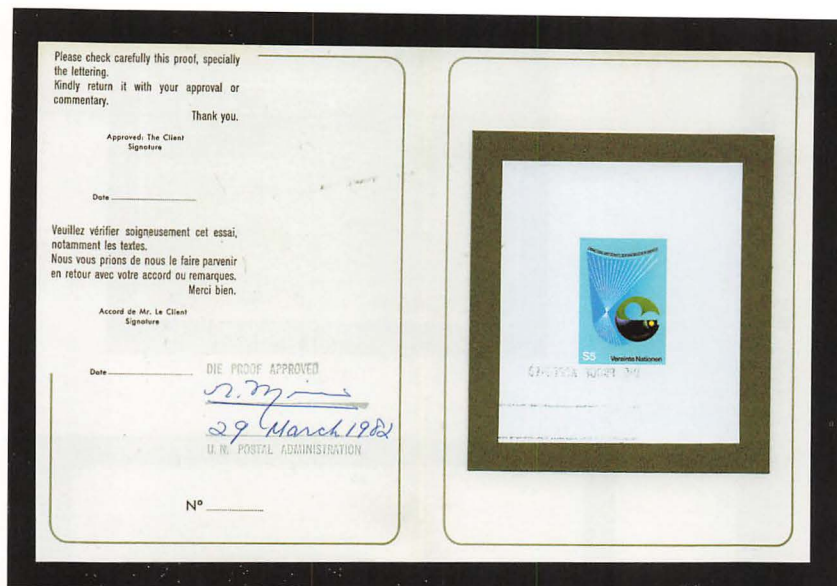 Please check carefully this proof, specially
the lettering.
Kindly return it with your approval or
commentary.
Thank you.
Approved: The Client
Signature
Date
Veuillez vérifier soigneusement cet essai,
notamment les textes.
Nous vous prions de nous le faire parvenir
en retour avec votre accord ou remarques.
Merci bien.
Accord de Mr. Le Client
Signature
Date
DIE PROOF APPROVED
29 March 1982
U.N. POSTAL ADMINISTRATION
Nº
S5 Vereinte Nationen